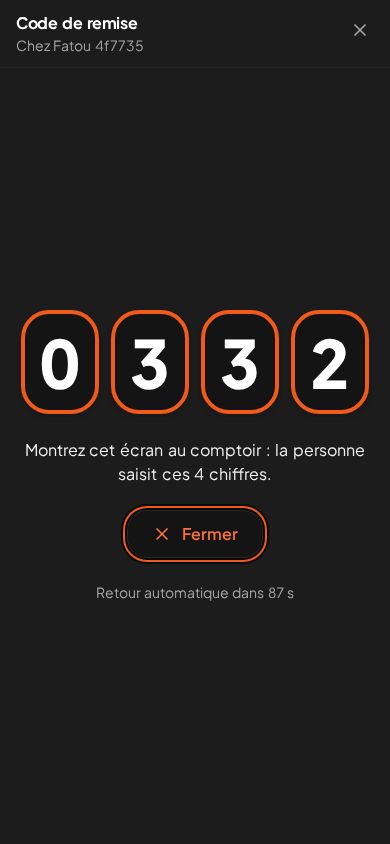 Code de remise
Chez Fatou 4f7735
0 3 3 2
Montrez cet écran au comptoir : la personne
saisit ces 4 chiffres.
Fermer
Retour automatique dans 87 s